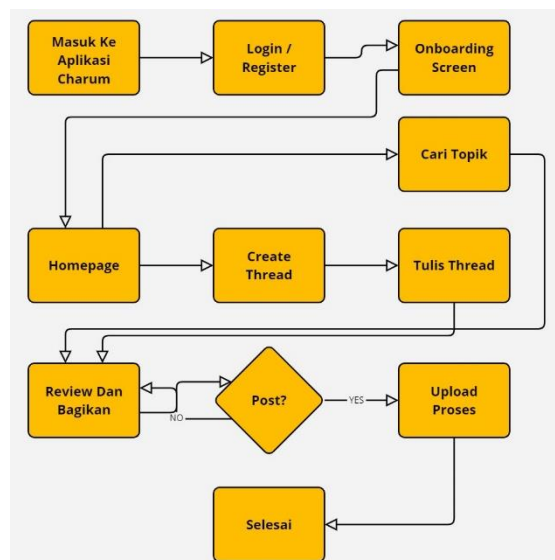 Masuk Ke
Aplikasi
Charum
Login /
Register
Onboarding
Screen
Cari Topik
Homepage
Create
Thread
Tulis Thread
Review Dan
Bagikan
NO
Post?
YES
Upload
Proses
Selesai